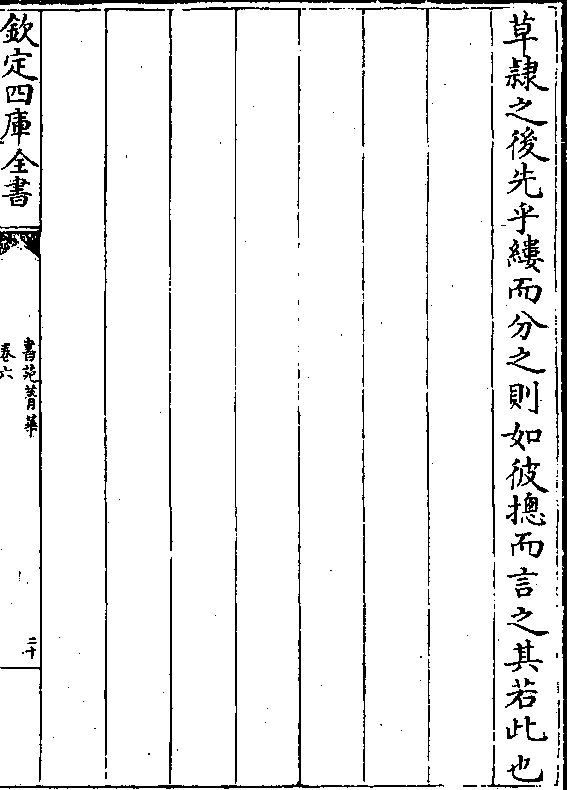 草隷之後先乎縷而分之則如彼摠而言之其若此也
欽定四庫全書
書苑菁華
卷六
二十